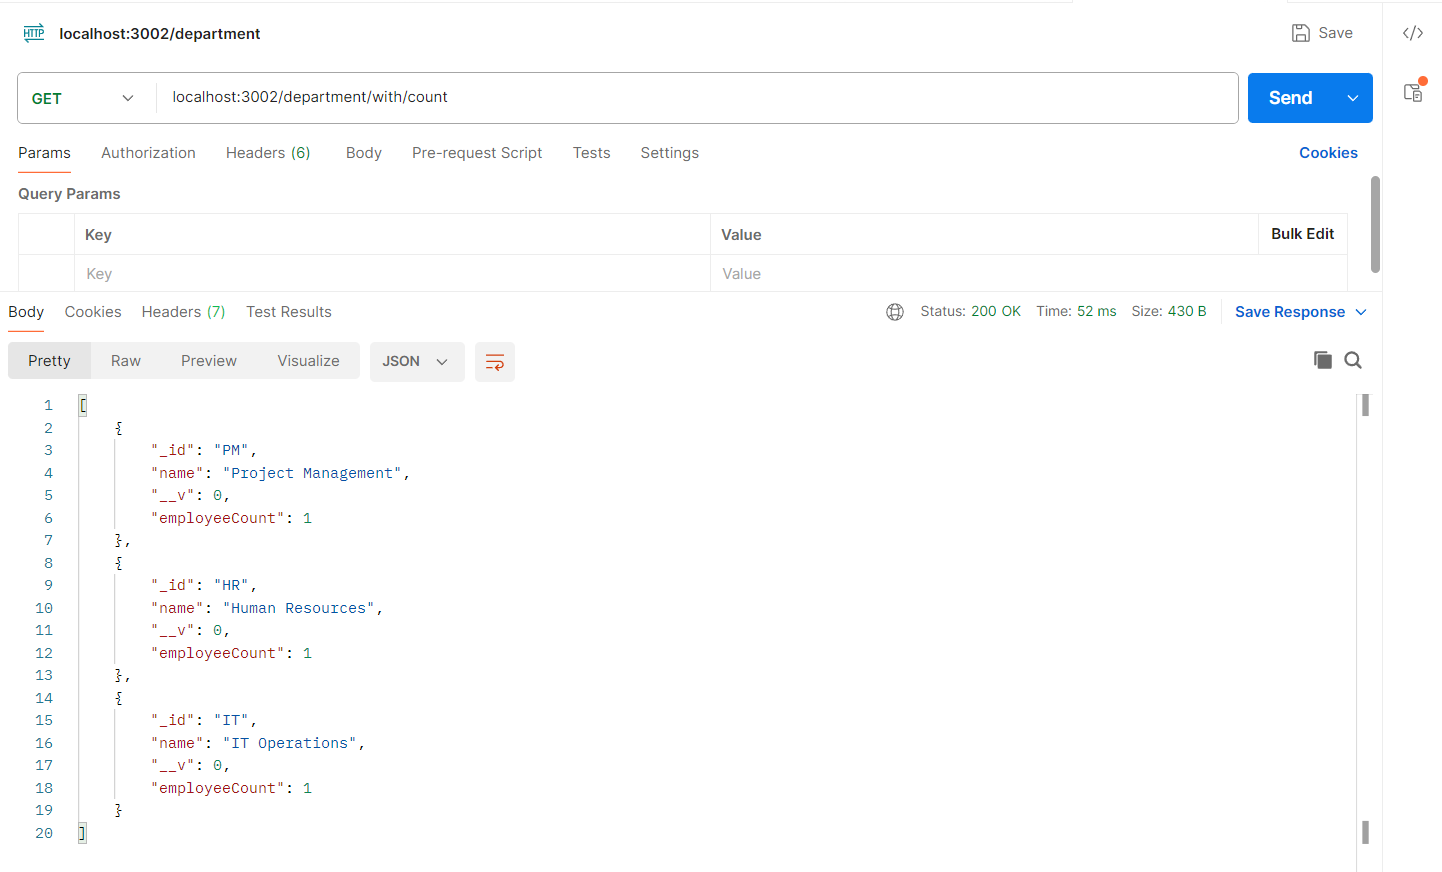 HTTP localhost:3002/department Save </>
GET localhost:3002/department/with/count Send
Params Authorization Headers (6) Body Pre-request Script Tests Settings Cookies
Query Params
Key Value Bulk Edit
Key Value
Body Cookies Headers (7) Test Results Status: 200 OK Time: 52 ms Size: 430 B Save Response
Pretty Raw Preview Visualize JSON
1 [
2 {
3 "_id": "PM",
4 "name": "Project Management",
5 "__v": 0,
6 "employeeCount": 1
7 },
8 {
9 "_id": "HR",
10 "name": "Human Resources",
11 "__v": 0,
12 "employeeCount": 1
13 },
14 {
15 "_id": "IT",
16 "name": "IT Operations",
17 "__v": 0,
18 "employeeCount": 1
19 }
20 ]